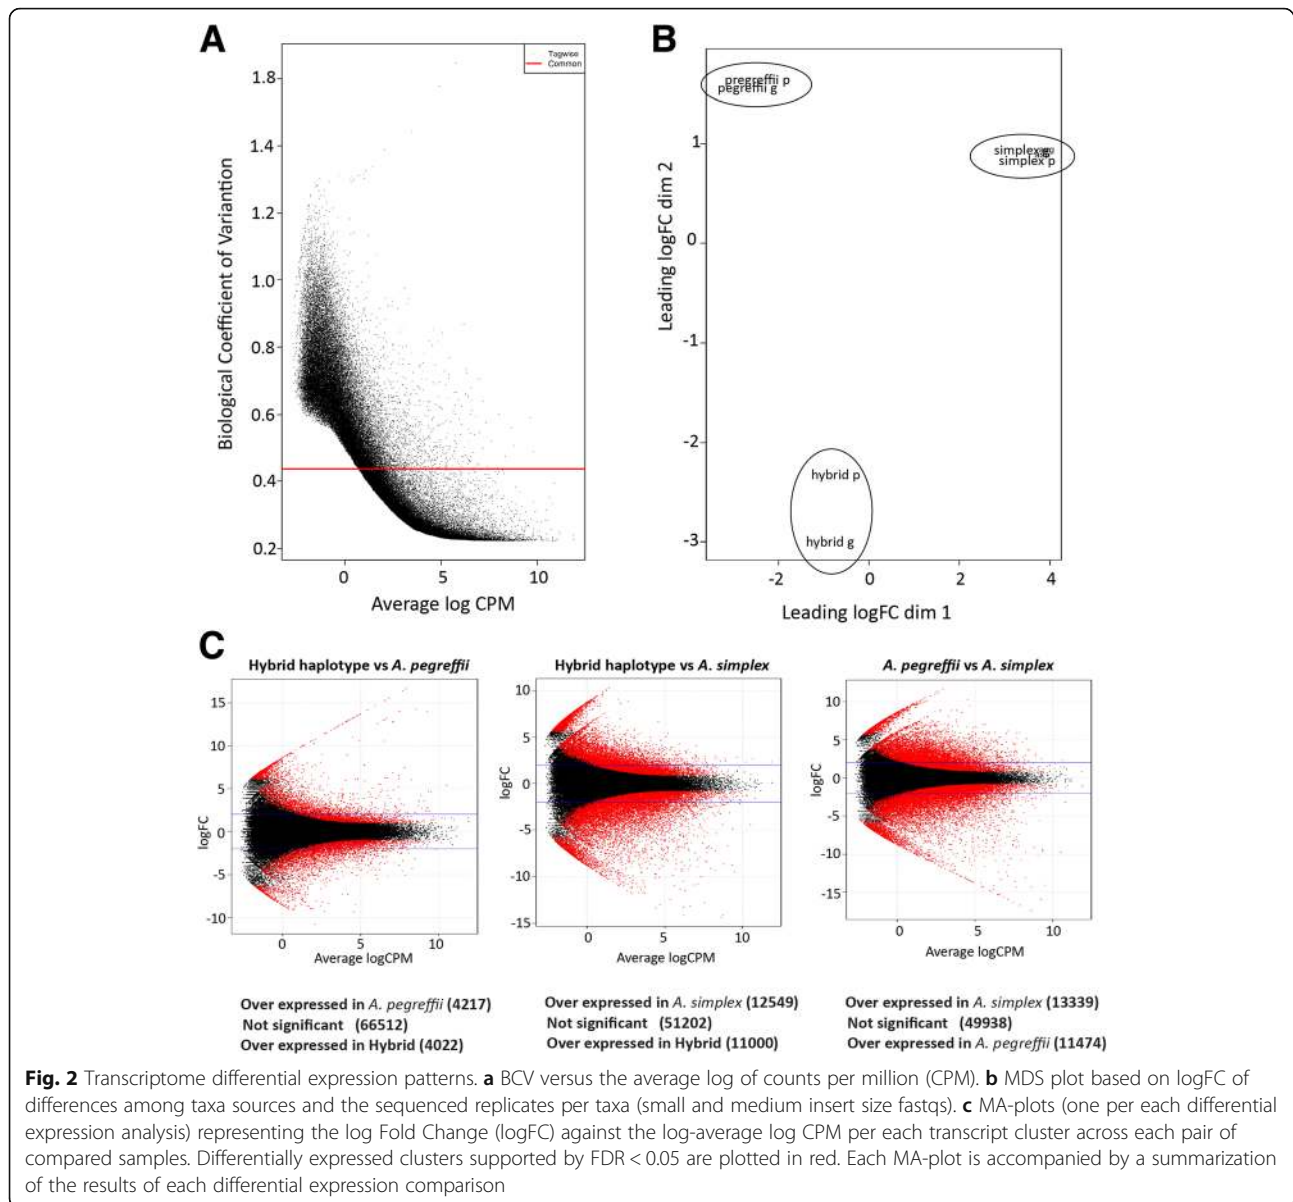 A
Tagwise
Common
1.8
1.4
1.2
1.0
0.8
0.6
0.4
0.2
Biological Coefficient of Variantion
0 5 10
Average log CPM
B
pregreffii p
pegreffii g
simplex g
simplex p
hybrid p
hybrid g
1
0
-1
-2
-3
Leading logFC dim 2
-2 0 2 4
Leading logFC dim 1
C
Hybrid haplotype vs A. pegreffii
15
10
5
0
-5
-10
logFC
0 5 10
Average logCPM
Over expressed in A. pegreffii (4217)
Not significant (66512)
Over expressed in Hybrid (4022)
Hybrid haplotype vs A. simplex
10
5
0
-5
-10
-15
logFC
0 5 10
Average logCPM
Over expressed in A. simplex (12549)
Not significant (51202)
Over expressed in Hybrid (11000)
A. pegreffii vs A. simplex
10
5
0
-5
-10
-15
logFC
0 5 10
Average logCPM
Over expressed in A. simplex (13339)
Not significant (49938)
Over expressed in A. pegreffii (11474)
Fig. 2 Transcriptome differential expression patterns. a BCV versus the average log of counts per million (CPM). b MDS plot based on logFC of
differences among taxa sources and the sequenced replicates per taxa (small and medium insert size fastqs). c MA-plots (one per each differential
expression analysis) representing the log Fold Change (logFC) against the log-average log CPM per each transcript cluster across each pair of
compared samples. Differentially expressed clusters supported by FDR < 0.05 are plotted in red. Each MA-plot is accompanied by a summarization
of the results of each differential expression comparison